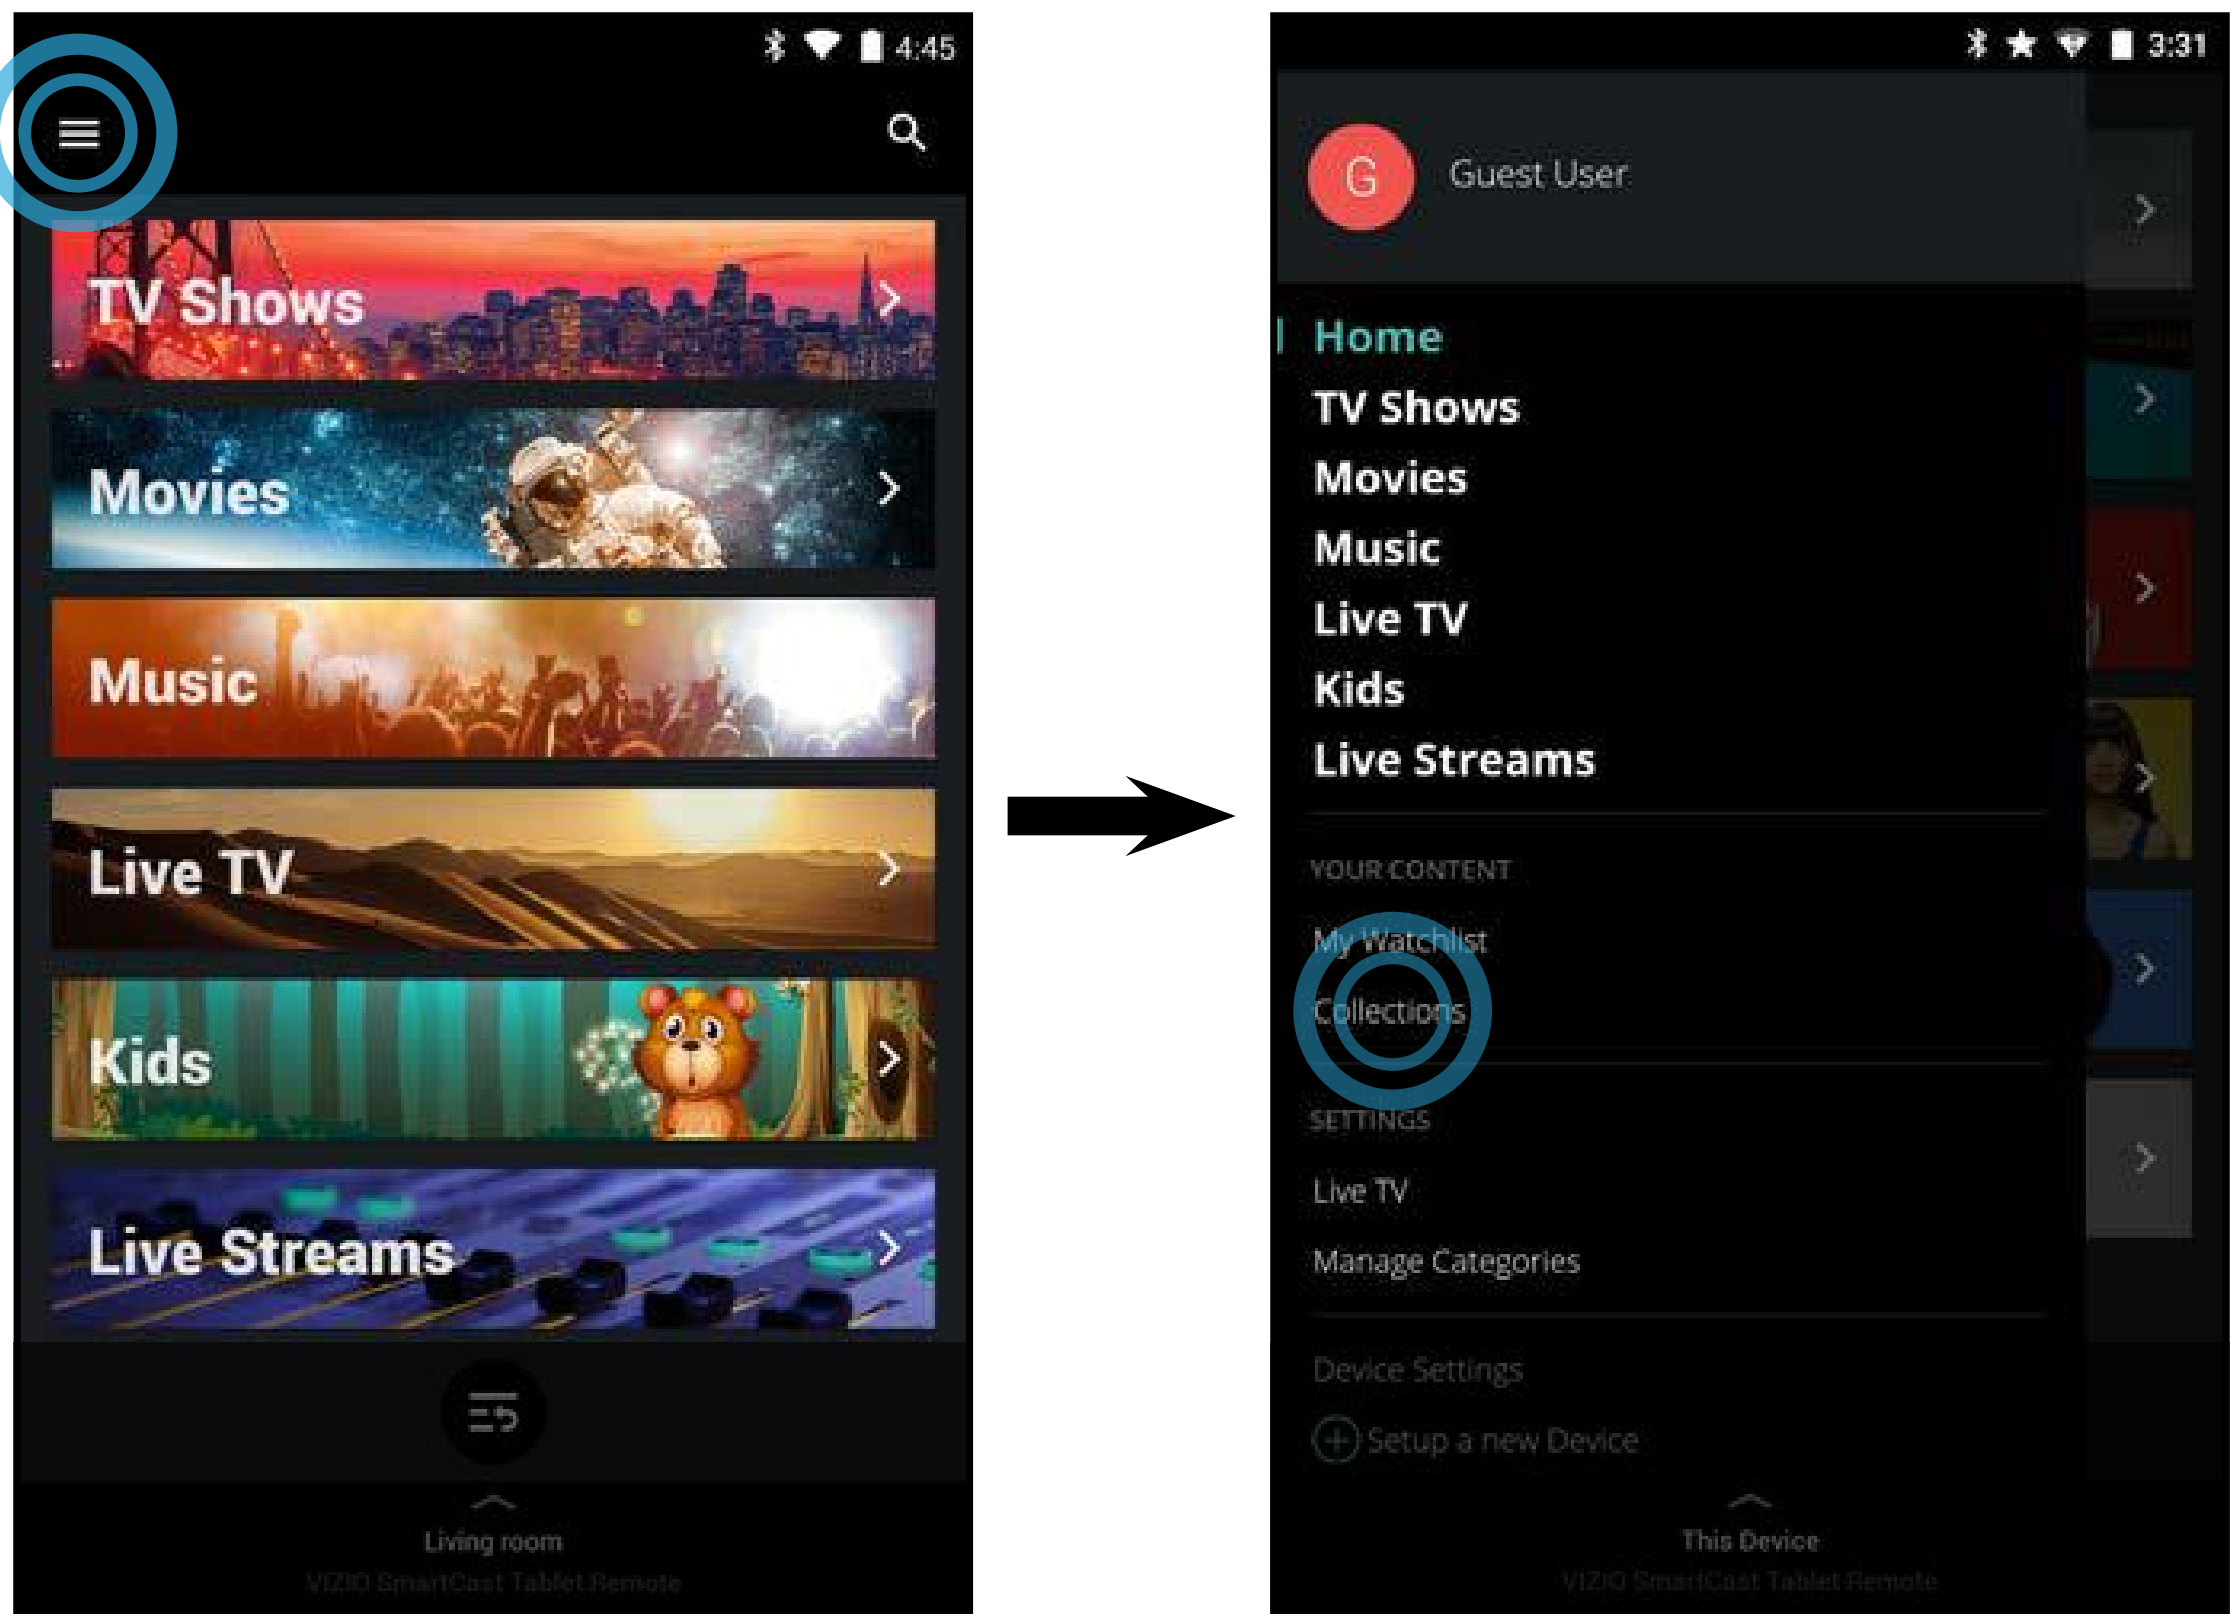 4:45
TV Shows
Movies
Music
Live TV
Kids
Live Streams
Living room
VIZIO SmartCast Tablet Remote
3:31
G
Guest User
Home
TV Shows
Movies
Music
Live TV
Kids
Live Streams
YOUR CONTENT
My Watchlist
Collections
SETTINGS
Live TV
Manage Categories
Device Settings
Setup a new Device
This Device
VIZIO SmartCast Tablet Remote